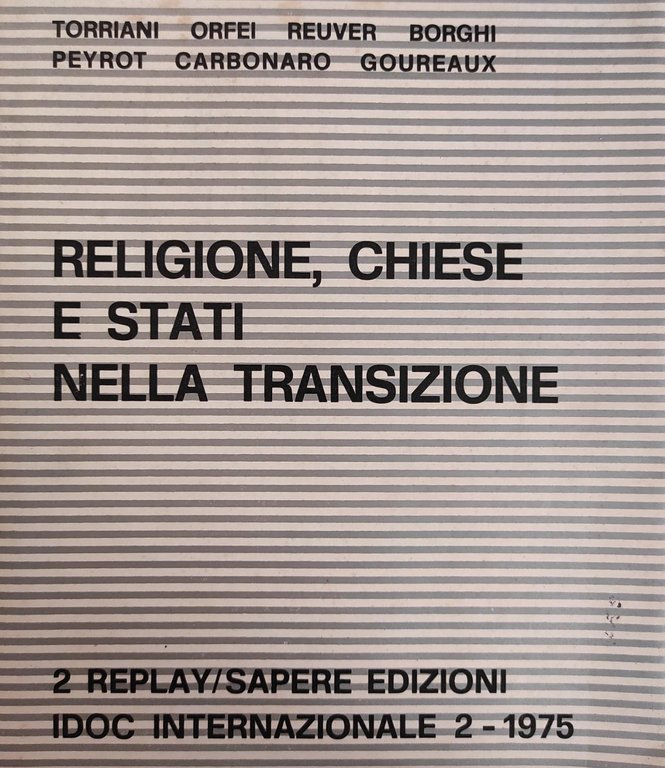 TORRIANI ORFEI REUVER BORGHI
PEYROT CARBONARO GOUREAUX
RELIGIONE, CHIESE
E STATI
NELLA TRANSIZIONE
2 REPLAY/SAPERE EDIZIONI
IDOC INTERNAZIONALE 2-1975